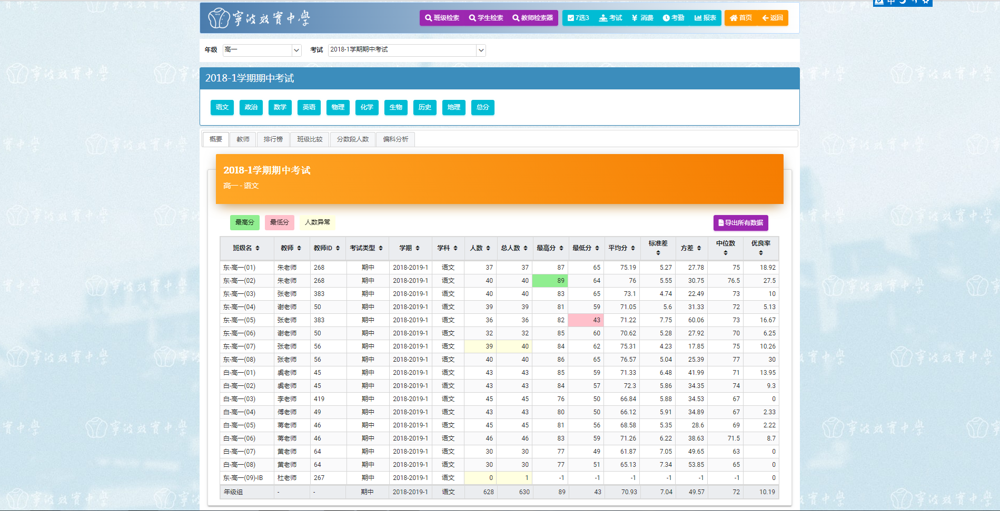 寧波效實中學
班级检索 学生检索 教师检索器 7选3 考试 消费 考勤 报表 首页 返回
年级 高一 考试 2018-1学期期中考试
2018-1学期期中考试
语文 政治 数学 英语 物理 化学 生物 历史 地理 总分
概要 教师 排行榜 班级比较 分数段人数 偏科分析
2018-1学期期中考试
高一 - 语文
最高分 最低分 人数异常 导出所有数据
班级名 教师 教师ID 考试类型 学期 学科 人数 总人数 最高分 最低分 平均分 标准差 方差 中位数 优良率
东-高一(01) 朱老师 268 期中 2018-2019-1 语文 37 37 87 65 75.19 5.27 27.78 75 18.92
东-高一(02) 朱老师 268 期中 2018-2019-1 语文 40 40 89 64 76 5.55 30.75 76.5 27.5
东-高一(03) 张老师 383 期中 2018-2019-1 语文 40 40 83 65 73.1 4.74 22.49 73 10
东-高一(04) 谢老师 50 期中 2018-2019-1 语文 39 39 81 59 71.05 5.6 31.33 72 5.13
东-高一(05) 张老师 383 期中 2018-2019-1 语文 36 36 82 43 71.22 7.75 60.06 73 16.67
东-高一(06) 谢老师 50 期中 2018-2019-1 语文 32 32 85 60 70.62 5.28 27.92 70 6.25
东-高一(07) 张老师 56 期中 2018-2019-1 语文 39 40 84 62 75.31 4.23 17.85 75 10.26
东-高一(08) 张老师 56 期中 2018-2019-1 语文 40 40 86 65 76.57 5.04 25.39 77 30
白-高一(01) 虞老师 45 期中 2018-2019-1 语文 43 43 85 59 71.33 6.48 41.99 71 13.95
白-高一(02) 虞老师 45 期中 2018-2019-1 语文 43 43 84 57 72.3 5.86 34.35 74 9.3
白-高一(03) 李老师 419 期中 2018-2019-1 语文 45 45 76 50 66.84 5.88 34.53 67 0
白-高一(04) 傅老师 49 期中 2018-2019-1 语文 43 43 80 50 66.12 5.91 34.89 67 2.33
白-高一(05) 蒋老师 46 期中 2018-2019-1 语文 45 45 81 56 68.58 5.35 28.6 69 2.22
白-高一(06) 蒋老师 46 期中 2018-2019-1 语文 46 46 83 59 71.26 6.22 38.63 71.5 8.7
白-高一(07) 黄老师 64 期中 2018-2019-1 语文 30 30 77 49 61.87 7.05 49.65 63 0
白-高一(08) 黄老师 64 期中 2018-2019-1 语文 30 30 77 51 65.13 7.34 53.85 65 0
东-高一(09)-IB 杜老师 267 期中 2018-2019-1 语文 0 1 -1 -1 -1 -1 -1 -1 0
年级组 - - 期中 2018-2019-1 语文 628 630 89 43 70.93 7.04 49.57 72 10.19